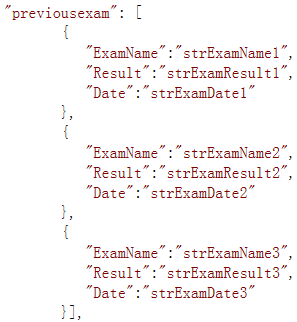 "previousexam": [
{
"ExamName":"strExamName1",
"Result":"strExamResult1",
"Date":"strExamDate1"
},
{
"ExamName":"strExamName2",
"Result":"strExamResult2",
"Date":"strExamDate2"
},
{
"ExamName":"strExamName3",
"Result":"strExamResult3",
"Date":"strExamDate3"
}],